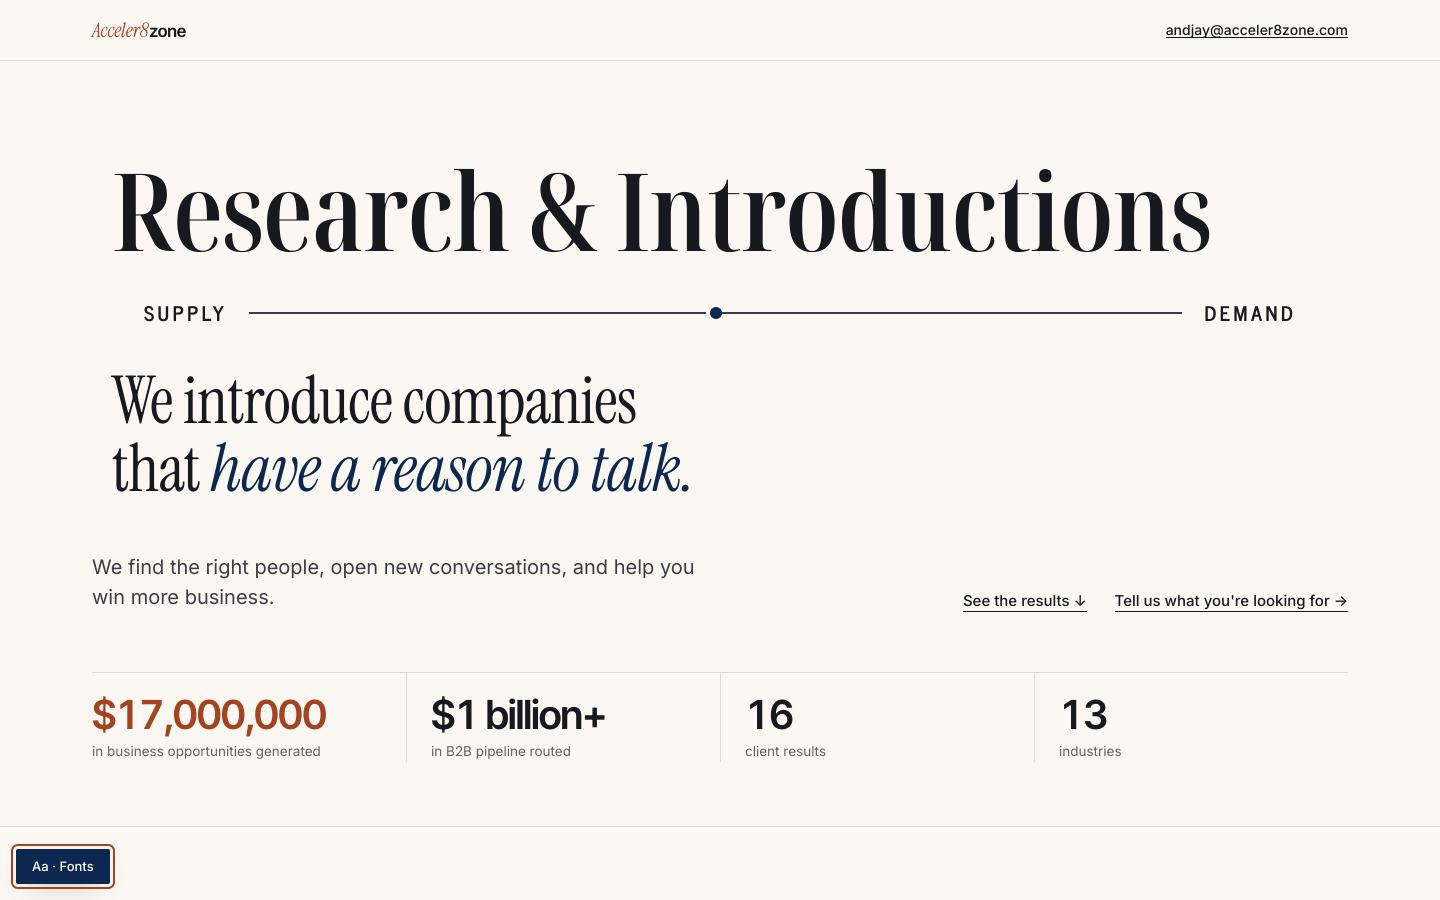 Acceler8zone
andjay@acceler8zone.com
Research & Introductions
SUPPLY
DEMAND
We introduce companies
that have a reason to talk.
We find the right people, open new conversations, and help you
win more business.
See the results ↓
Tell us what you're looking for →
$17,000,000
in business opportunities generated
$1 billion+
in B2B pipeline routed
16
client results
13
industries
Aa · Fonts